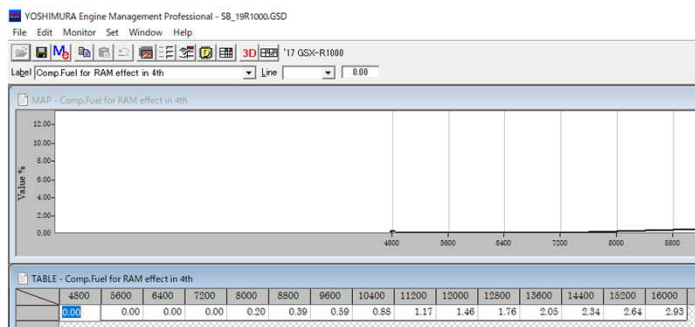 YOSHIMURA Engine Management Professional - SB_19R1000.GSD
File Edit Monitor Set Window Help
Me 3D '17 GSX-R1000
Label Comp.Fuel for RAM effect in 4th Line 0.00
MAP - Comp.Fuel for RAM effect in 4th
12.00
10.00
8.00
6.00
4.00
2.00
0.00
Value %
4800 5600 6400 7200 8000 8800
TABLE - Comp.Fuel for RAM effect in 4th
4800 5600 6400 7200 8000 8800 9600 10400 11200 12000 12800 13600 14400 15200 16000
0.00 0.00 0.00 0.00 0.20 0.39 0.59 0.88 1.17 1.46 1.76 2.05 2.34 2.64 2.93